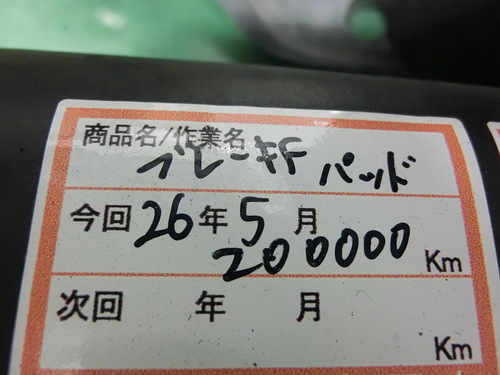 商品名/作業名
ブレーキF パッド
今回26年5月
200000 Km
次回 年 月
Km